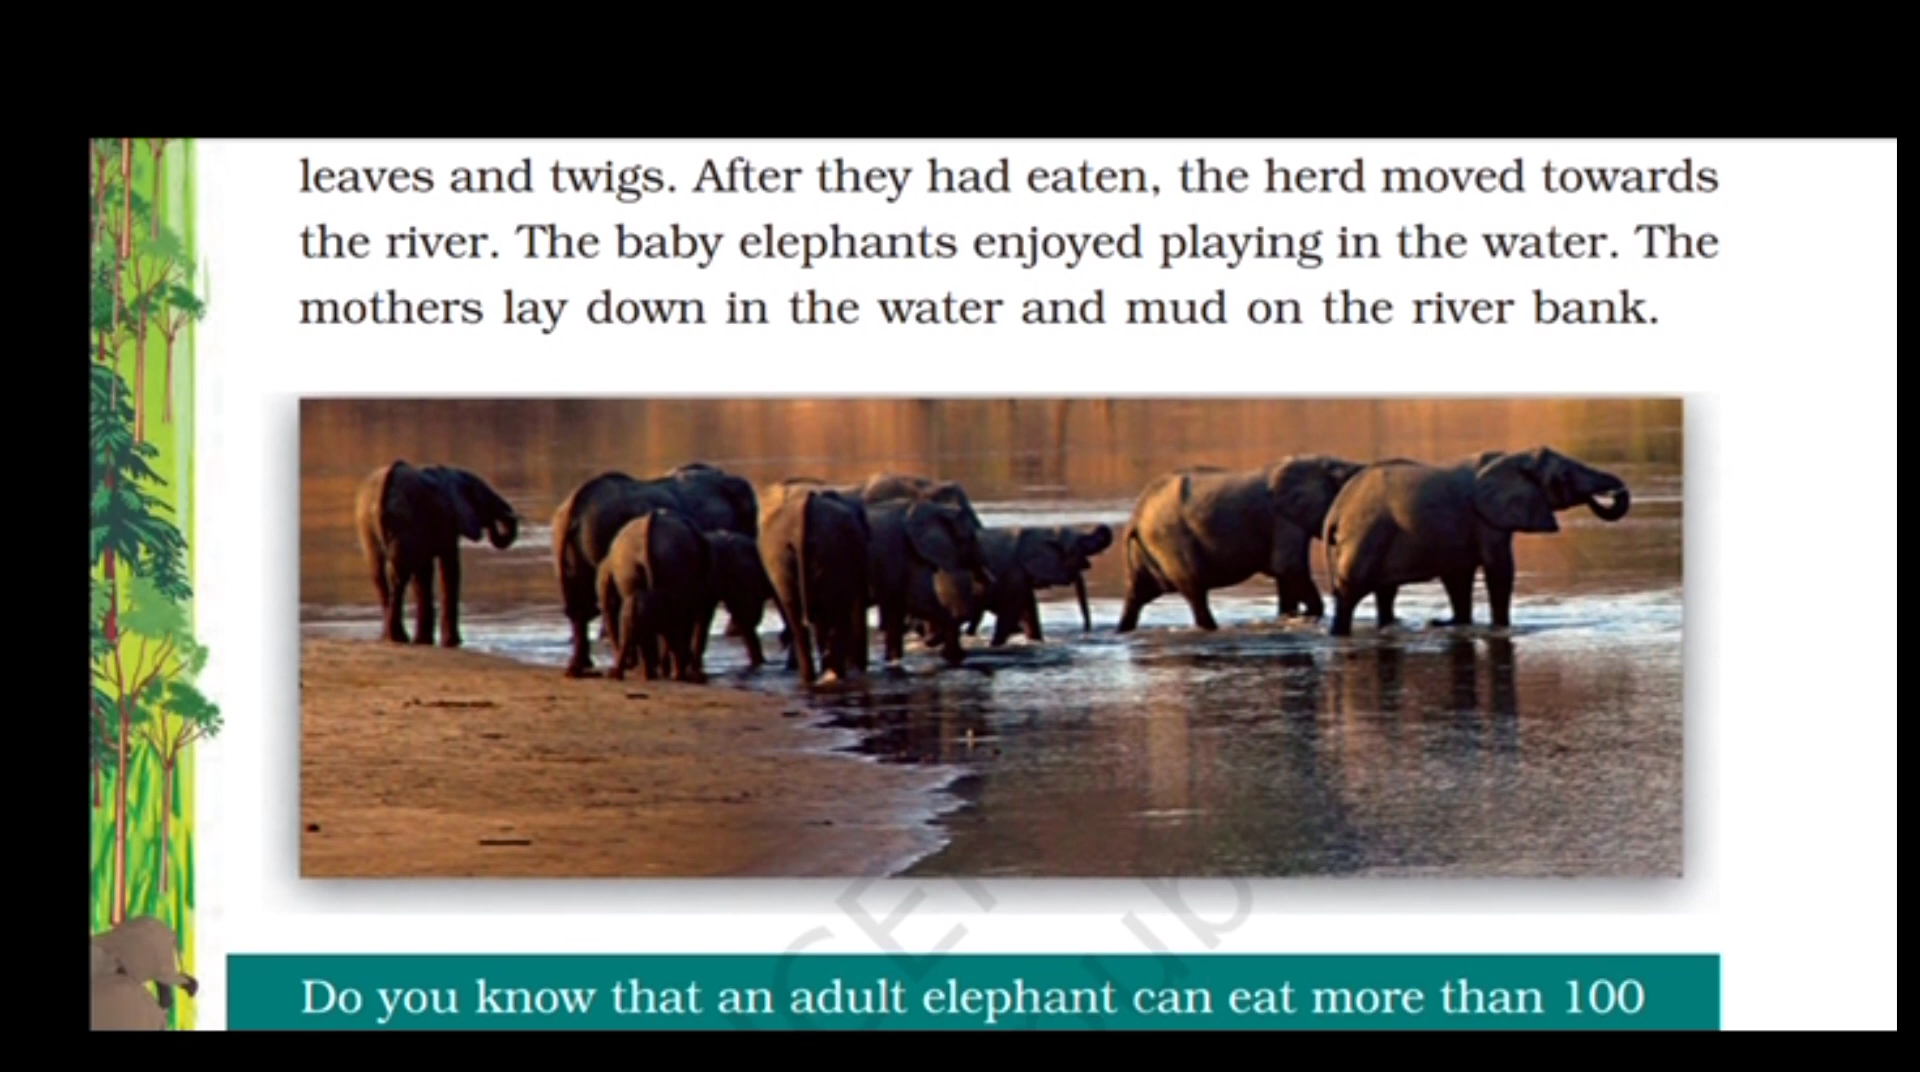 leaves and twigs. After they had eaten, the herd moved towards
the river. The baby elephants enjoyed playing in the water. The
mothers lay down in the water and mud on the river bank.
Do you know that an adult elephant can eat more than 100